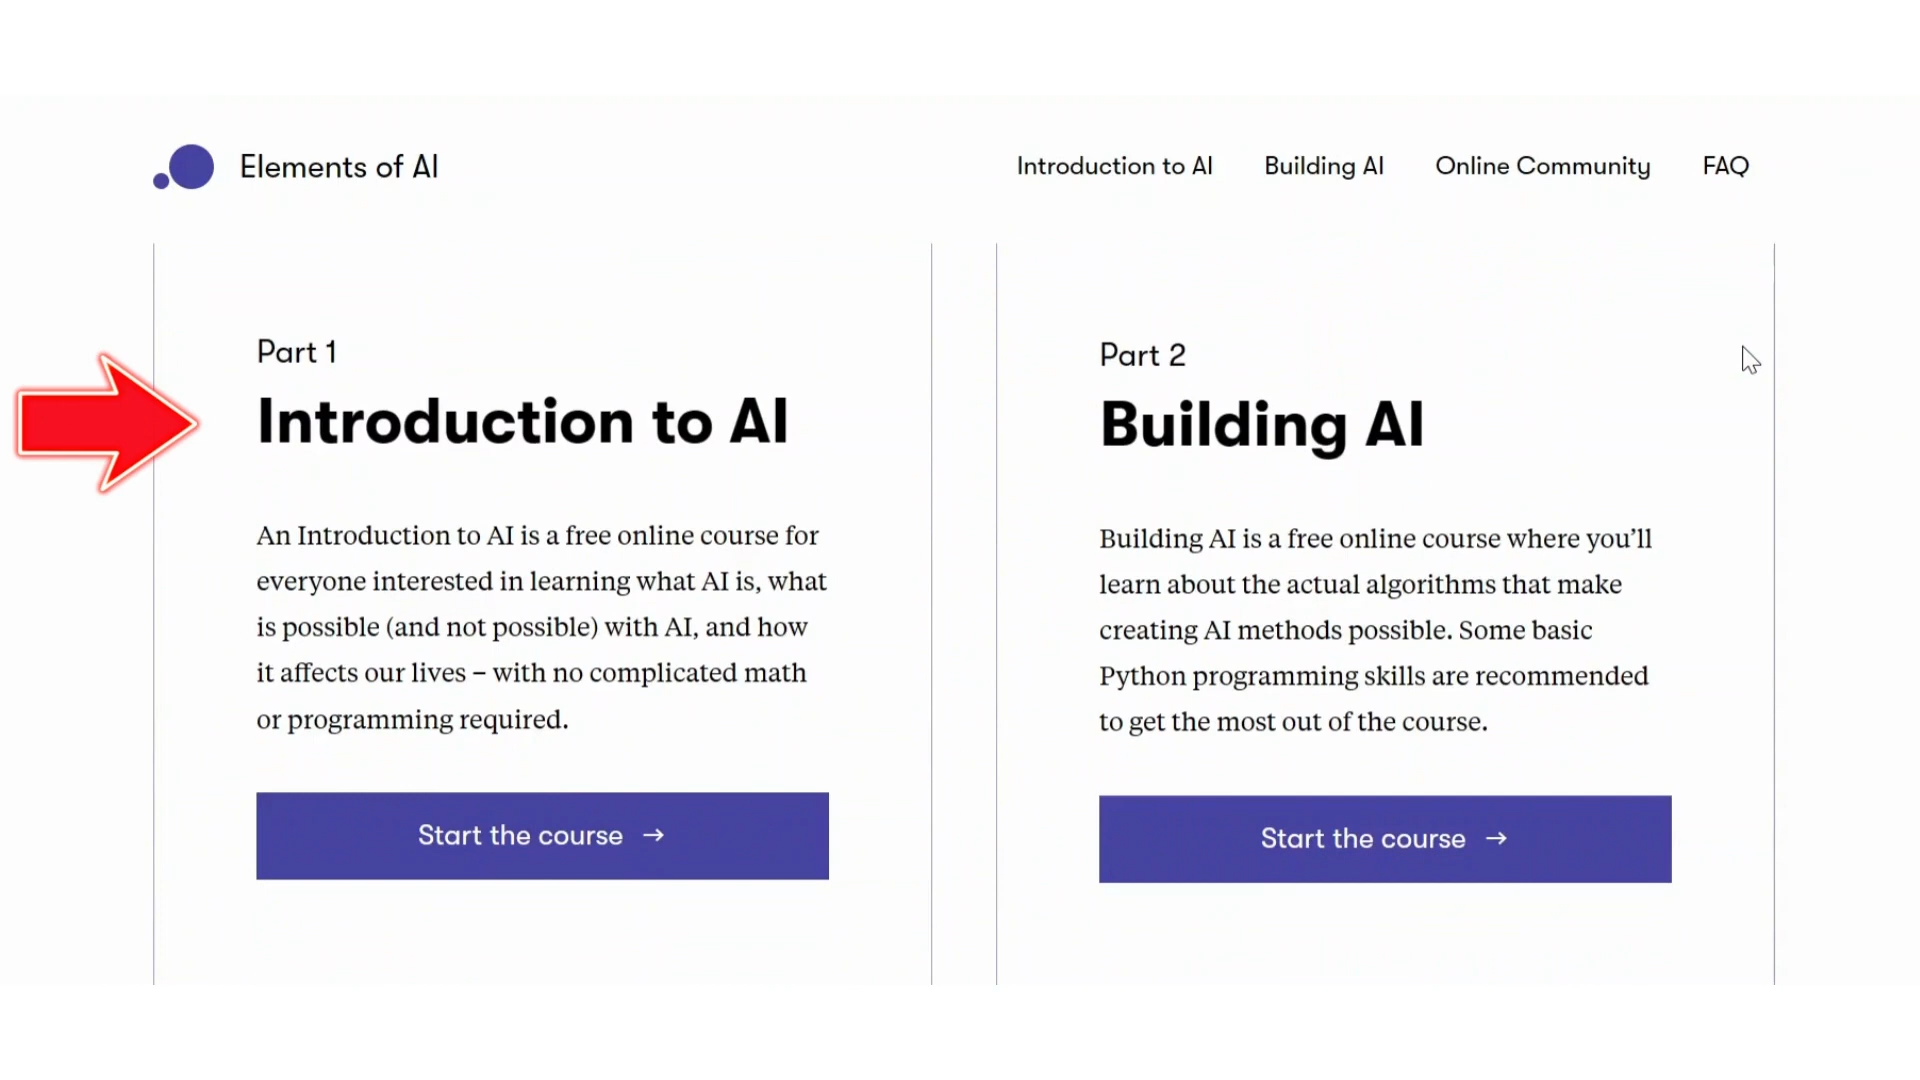 Elements of AI
Introduction to AI
Building AI
Online Community
FAQ
Part 1
Introduction to AI
An Introduction to AI is a free online course for
everyone interested in learning what AI is, what
is possible (and not possible) with AI, and how
it affects our lives – with no complicated math
or programming required.
Start the course →
Part 2
Building AI
Building AI is a free online course where you’ll
learn about the actual algorithms that make
creating AI methods possible. Some basic
Python programming skills are recommended
to get the most out of the course.
Start the course →